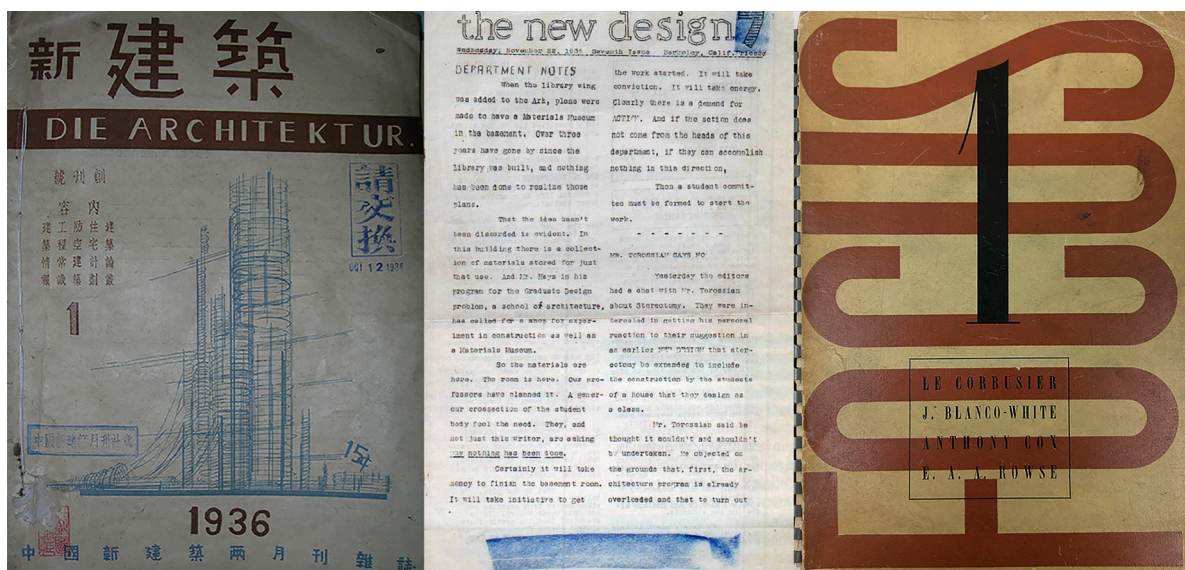 新建築
DIE ARCHITEKTUR.
創刊號
內容
建築論叢
住宅計劃
防空建築
工程常識
建築情報
1
請交換
OCT 12 1936
1936
中國新建築兩月刊雜誌
the new design 7
Wednesday, November 22, 1936 Seventh Issue Berkeley, Calif.
DEPARTMENT NOTES
When the library wing
was added to the Ark, plans were
made to have a Materials Museum
in the basement. Over three
years have gone by since the
library was built, and nothing
has been done to realize those
plans.
That the idea hasn't
been discarded is evident. In
this building there is a collect-
ion of materials stored for just
that use. And Mr. Hays in his
program for the Graduate Design
problem, a school of architecture,
has called for a shop for exper-
iment in construction as well as
a Materials Museum.
So the materials are
here. The room is here. Our pro-
fessors have planned it. A gener-
our crossection of the student
body feel the need. They, and
not just this writer, are asking
why nothing has been done.
Certainly it will take
money to finish the basement room.
It will take initiative to get
the work started. It will take
conviction. It will take energy.
Clearly there is a demand for
ACTION. And if the action does
not come from the heads of this
department, if they can accomplish
nothing in this direction,
Then a student commit-
tee must be formed to start the
work.
- - - - - - -
MR. TOROSSIAN SAYS NO
Yesterday the editors
had a chat with Mr. Torossian
about Stereotomy. They were in-
terested in getting his personal
reaction to their suggestion in
an earlier NEW DESIGN that ster-
eotomy be expanded to include
the construction by the students
of a house that they design as
a class.
Mr. Torossian said he
thought it couldn't and shouldn't
be undertaken. He objected on
the grounds that, first, the ar-
chitecture program is already
overloaded and that to turn out
FOCUS
1
LE CORBUSIER
J. BLANCO-WHITE
ANTHONY COX
E. A. A. ROWSE